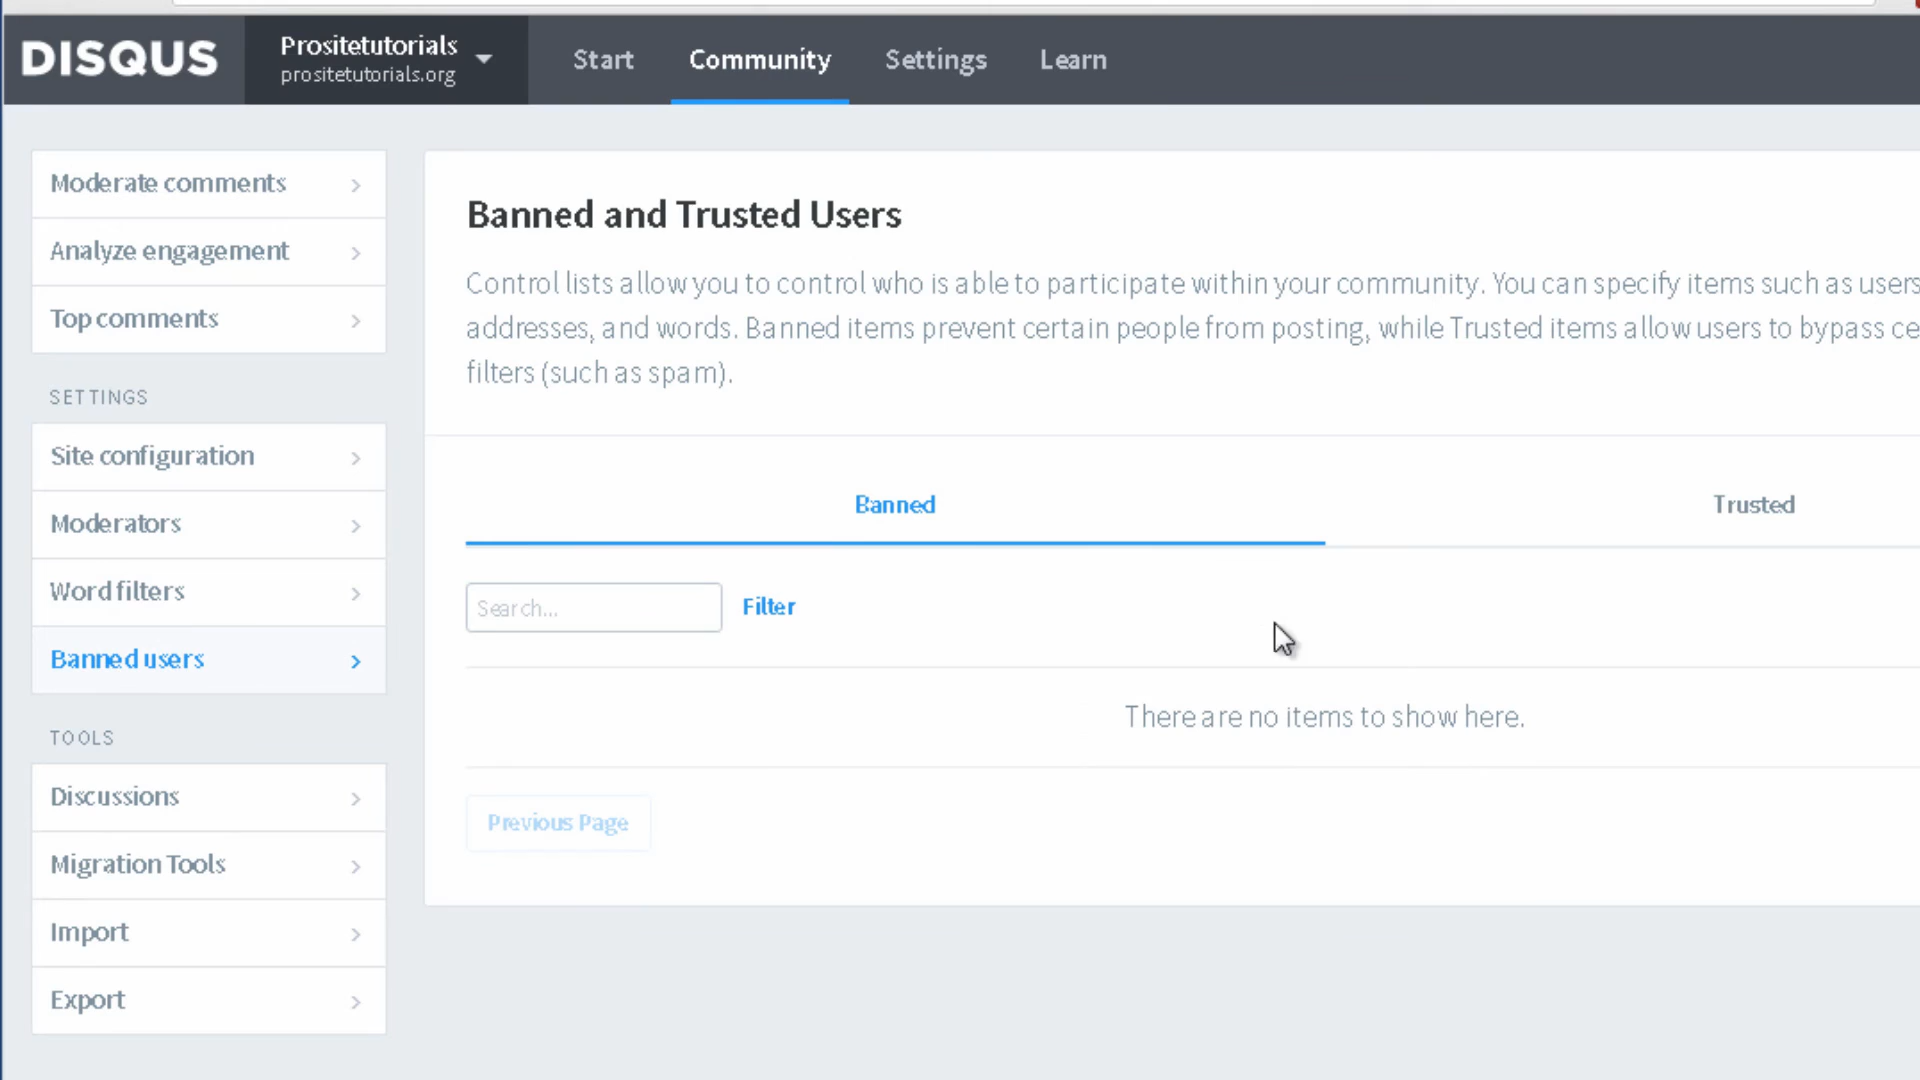 DISQUS
Prositetutorials
prositetutorials.org
Start
Community
Settings
Learn
Moderate comments
Analyze engagement
Top comments
SETTINGS
Site configuration
Moderators
Word filters
Banned users
TOOLS
Discussions
Migration Tools
Import
Export
Banned and Trusted Users
Control lists allow you to control who is able to participate within your community. You can specify items such as users
addresses, and words. Banned items prevent certain people from posting, while Trusted items allow users to bypass ce
filters (such as spam).
Banned
Trusted
Search...
Filter
There are no items to show here.
Previous Page